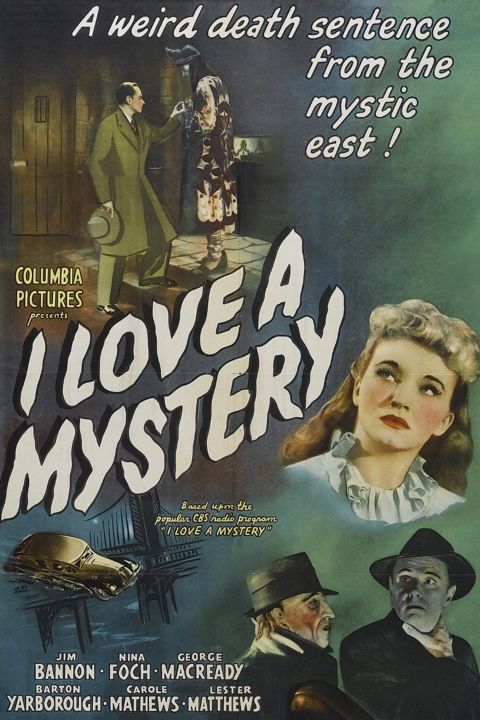 A weird death sentence
from the
mystic
east !
COLUMBIA
PICTURES
presents
I LOVE A
MYSTERY
Based upon the
popular CBS radio program
"I LOVE A MYSTERY"
JIM NINA GEORGE
BANNON · FOCH · MACREADY
BARTON CAROLE LESTER
YARBOROUGH · MATHEWS · MATTHEWS